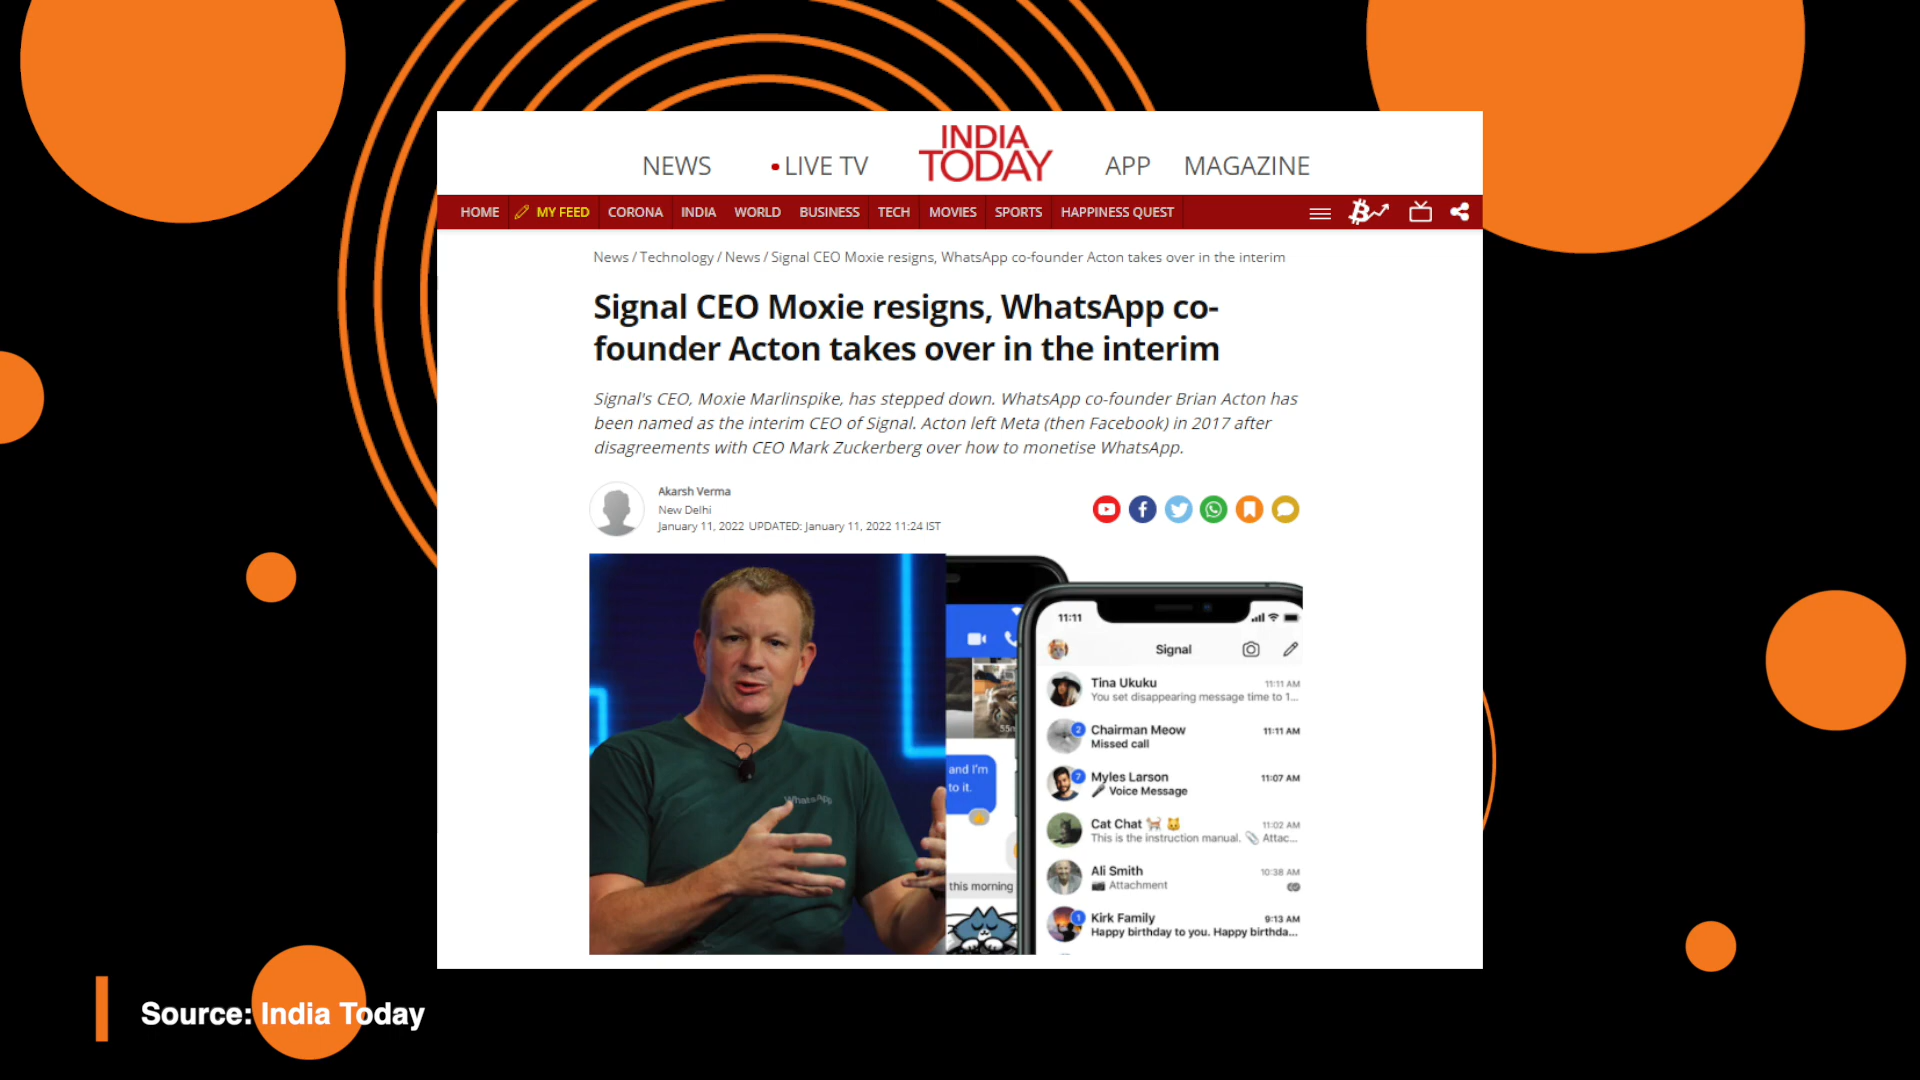 INDIA
TODAY
NEWS
LIVE TV
APP
MAGAZINE
HOME
MY FEED
CORONA
INDIA
WORLD
BUSINESS
TECH
MOVIES
SPORTS
HAPPINESS QUEST
News / Technology / News / Signal CEO Moxie resigns, WhatsApp co-founder Acton takes over in the interim
Signal CEO Moxie resigns, WhatsApp co-
founder Acton takes over in the interim
Signal's CEO, Moxie Marlinspike, has stepped down. WhatsApp co-founder Brian Acton has
been named as the interim CEO of Signal. Acton left Meta (then Facebook) in 2017 after
disagreements with CEO Mark Zuckerberg over how to monetise WhatsApp.
Akarsh Verma
New Delhi
January 11, 2022 UPDATED: January 11, 2022 11:24 IST
WhatsApp
and I'm
to it.
this morning
11:11
Signal
Tina Ukuku 11:11 AM
You set disappearing message time to 1...
2
Chairman Meow 11:11 AM
Missed call
7
Myles Larson 11:07 AM
🎤 Voice Message
Cat Chat 🐈 🐱 11:02 AM
This is the instruction manual. 📎 Attac...
Ali Smith 10:38 AM
📷 Attachment
1
Kirk Family 9:13 AM
Happy birthday to you. Happy birthda...
Source: India Today